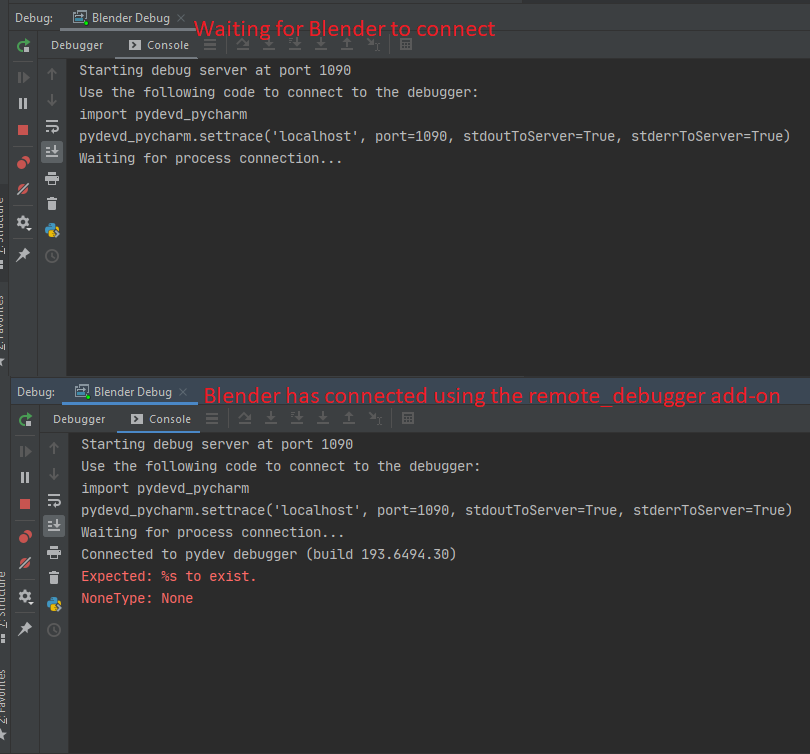 Debug: Blender Debug
Waiting for Blender to connect
Debugger Console
Starting debug server at port 1090
Use the following code to connect to the debugger:
import pydevd_pycharm
pydevd_pycharm.settrace('localhost', port=1090, stdoutToServer=True, stderrToServer=True)
Waiting for process connection...
7: Structure
2: Favorites
Debug: Blender Debug
Blender has connected using the remote_debugger add-on
Debugger Console
Starting debug server at port 1090
Use the following code to connect to the debugger:
import pydevd_pycharm
pydevd_pycharm.settrace('localhost', port=1090, stdoutToServer=True, stderrToServer=True)
Waiting for process connection...
Connected to pydev debugger (build 193.6494.30)
Expected: %s to exist.
NoneType: None
7: Structure
2: Favorites